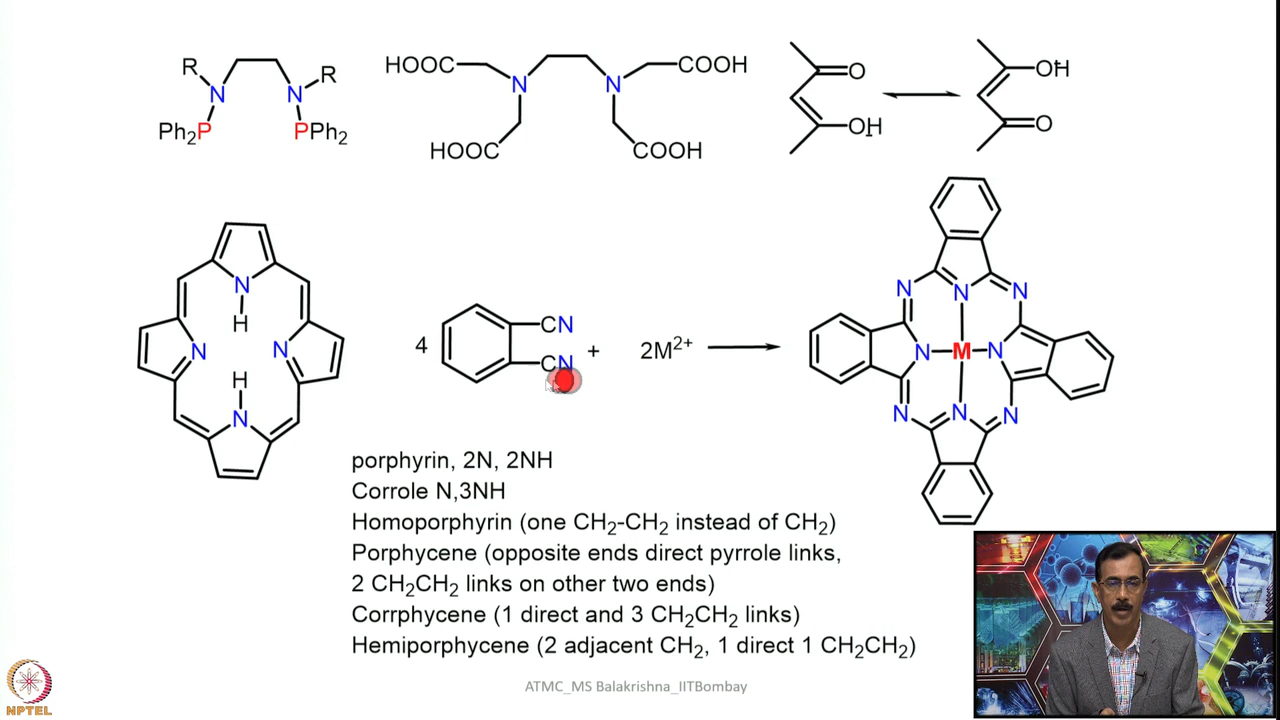 R
R
N
N
Ph2P
PPh2
HOOC
COOH
N
N
HOOC
COOH
O
OH
OH
O
N
H
N
N
H
N
4
CN
CN
+
2M2+
N
N
N
N
M
N
N
N
N
porphyrin, 2N, 2NH
Corrole N,3NH
Homoporphyrin (one CH2-CH2 instead of CH2)
Porphycene (opposite ends direct pyrrole links,
2 CH2CH2 links on other two ends)
Corrphycene (1 direct and 3 CH2CH2 links)
Hemiporphycene (2 adjacent CH2, 1 direct 1 CH2CH2)
ATMC_MS Balakrishna_IITBombay
NPTEL